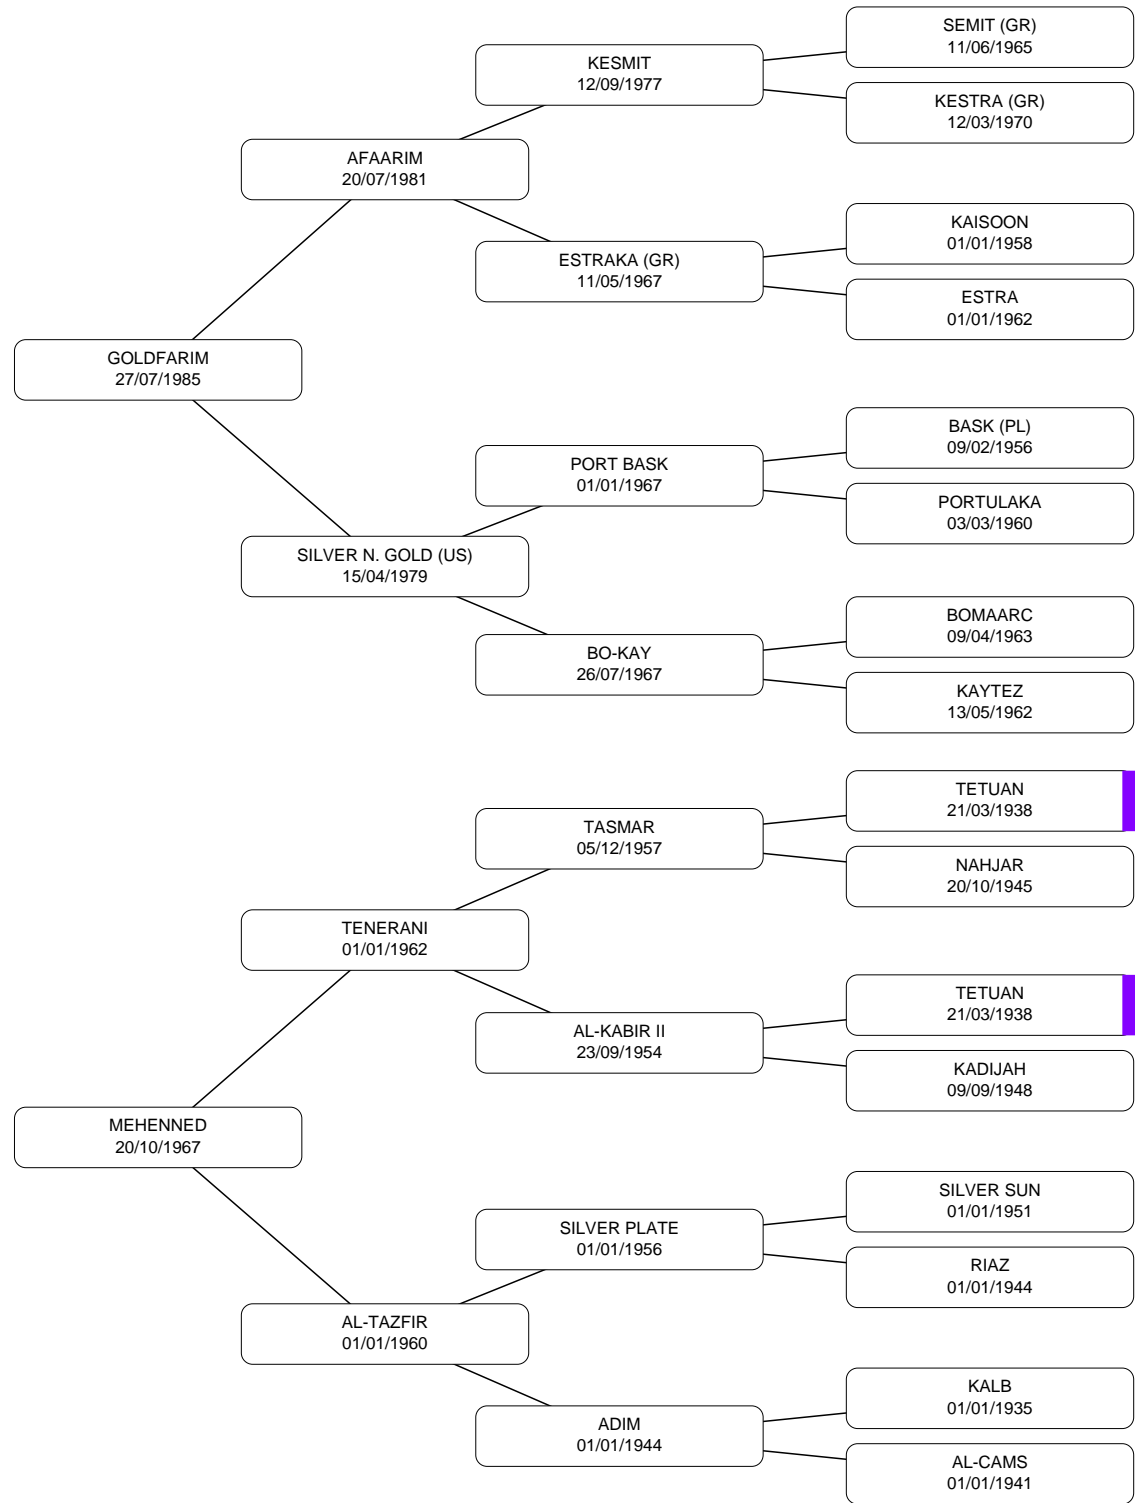 SEMIT (GR)
11/06/1965
KESMIT
12/09/1977
KESTRA (GR)
12/03/1970
AFAARIM
20/07/1981
KAISOON
01/01/1958
ESTRAKA (GR)
11/05/1967
ESTRA
01/01/1962
GOLDFARIM
27/07/1985
BASK (PL)
09/02/1956
PORT BASK
01/01/1967
PORTULAKA
03/03/1960
SILVER N. GOLD (US)
15/04/1979
BOMAARC
09/04/1963
BO-KAY
26/07/1967
KAYTEZ
13/05/1962
TETUAN
21/03/1938
TASMAR
05/12/1957
NAHJAR
20/10/1945
TENERANI
01/01/1962
TETUAN
21/03/1938
AL-KABIR II
23/09/1954
KADIJAH
09/09/1948
MEHENNED
20/10/1967
SILVER SUN
01/01/1951
SILVER PLATE
01/01/1956
RIAZ
01/01/1944
AL-TAZFIR
01/01/1960
KALB
01/01/1935
ADIM
01/01/1944
AL-CAMS
01/01/1941